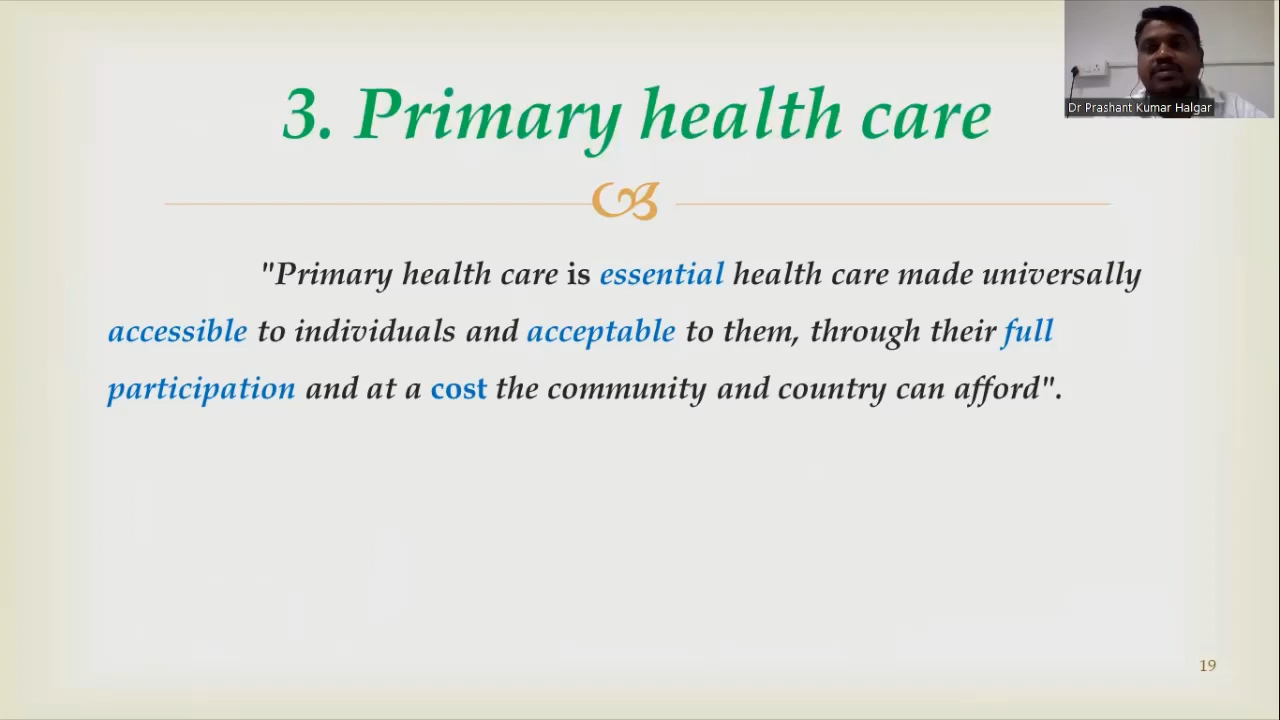 Dr Prashant Kumar Halgar
3. Primary health care
"Primary health care is essential health care made universally
accessible to individuals and acceptable to them, through their full
participation and at a cost the community and country can afford".
19